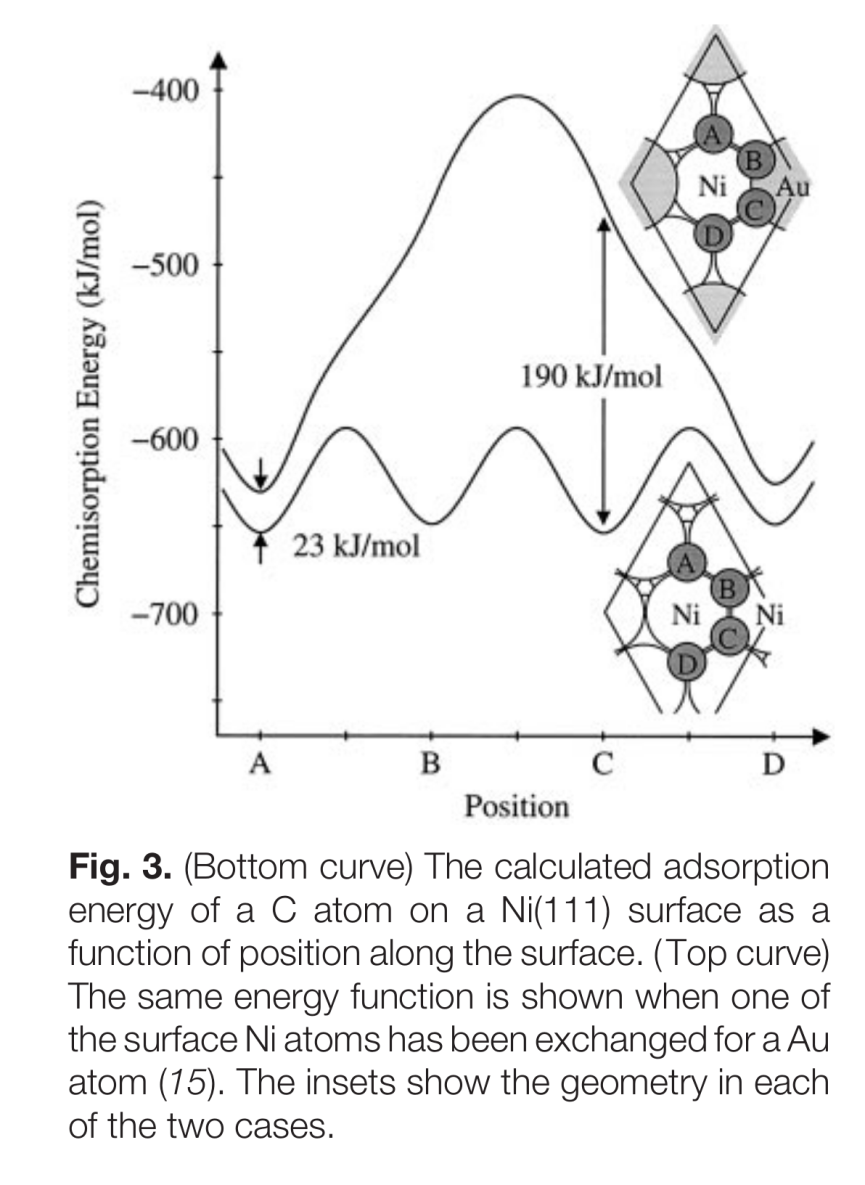 −400
−500
−600
−700
Chemisorption Energy (kJ/mol)
A
B
Ni
Au
C
D
190 kJ/mol
23 kJ/mol
A
B
Ni
Ni
C
D
A B C D
Position
Fig. 3. (Bottom curve) The calculated adsorption
energy of a C atom on a Ni(111) surface as a
function of position along the surface. (Top curve)
The same energy function is shown when one of
the surface Ni atoms has been exchanged for a Au
atom (15). The insets show the geometry in each
of the two cases.